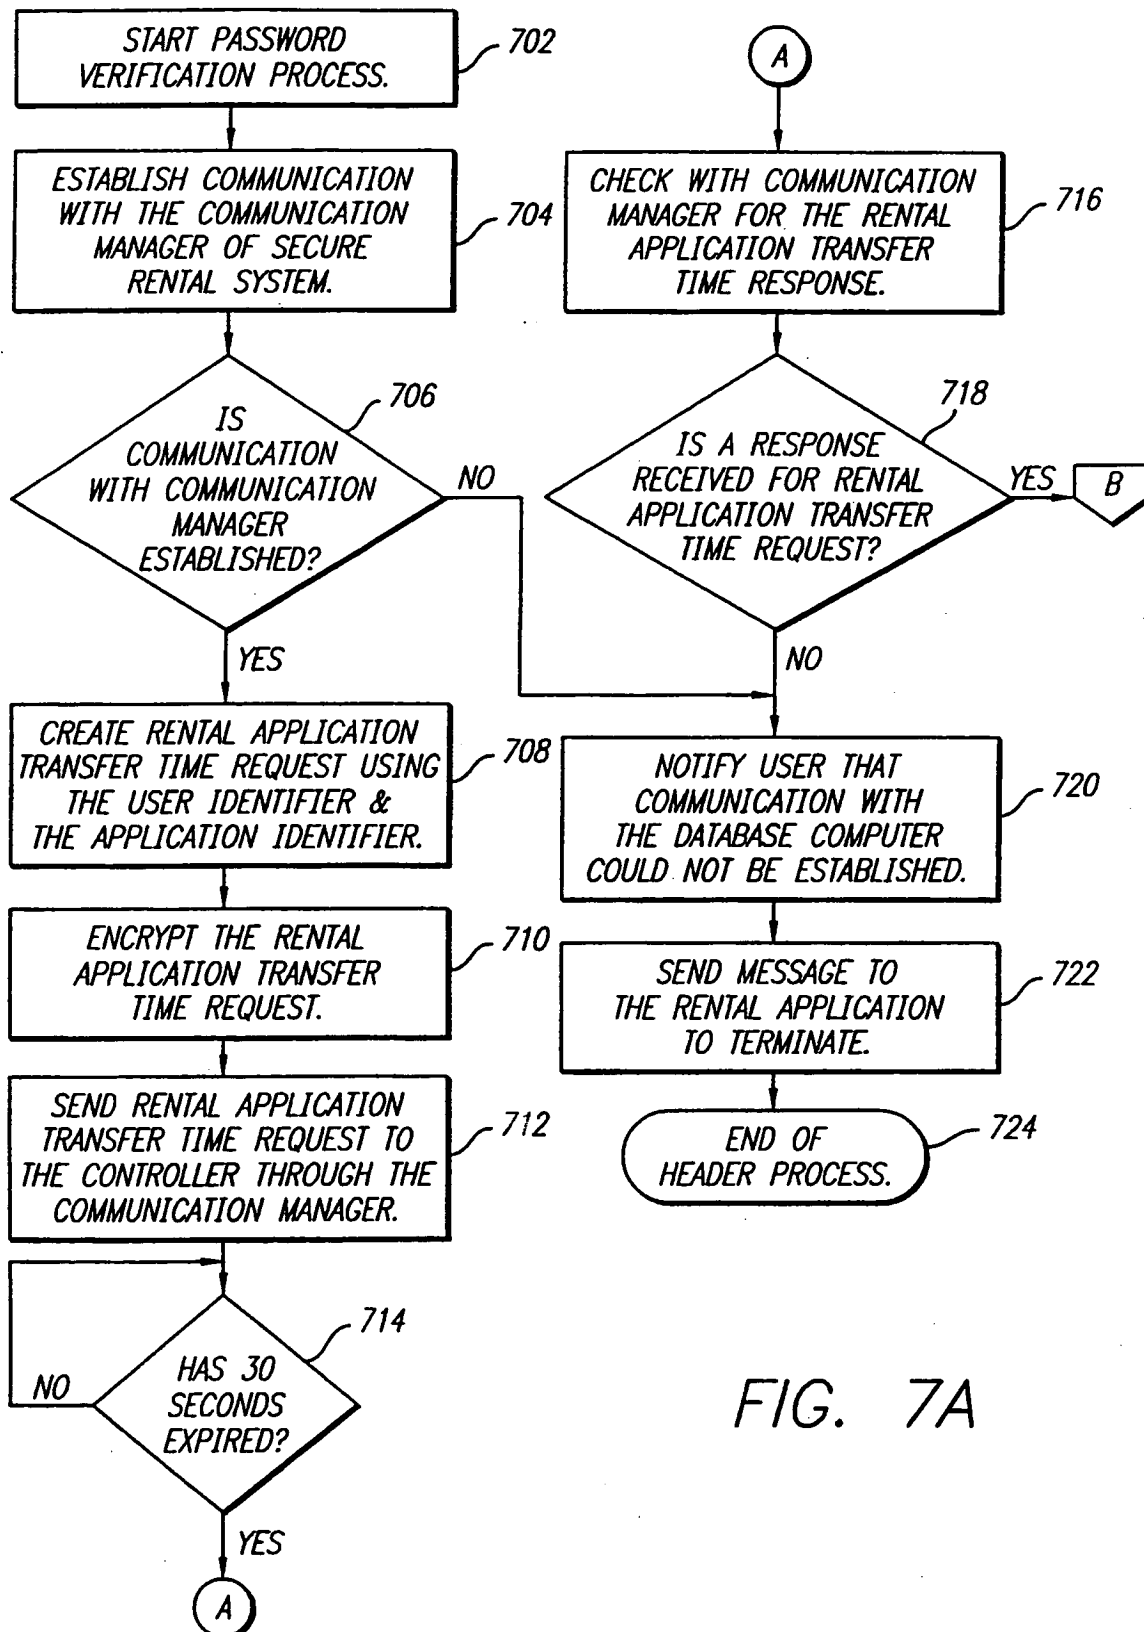 START PASSWORD
VERIFICATION PROCESS.
702
ESTABLISH COMMUNICATION
WITH THE COMMUNICATION
MANAGER OF SECURE
RENTAL SYSTEM.
704
IS
COMMUNICATION
WITH COMMUNICATION
MANAGER
ESTABLISHED?
706
NO
YES
CREATE RENTAL APPLICATION
TRANSFER TIME REQUEST USING
THE USER IDENTIFIER &
THE APPLICATION IDENTIFIER.
708
ENCRYPT THE RENTAL
APPLICATION TRANSFER
TIME REQUEST.
710
SEND RENTAL APPLICATION
TRANSFER TIME REQUEST TO
THE CONTROLLER THROUGH THE
COMMUNICATION MANAGER.
712
HAS 30
SECONDS
EXPIRED?
714
NO
YES
A
A
CHECK WITH COMMUNICATION
MANAGER FOR THE RENTAL
APPLICATION TRANSFER
TIME RESPONSE.
716
IS A RESPONSE
RECEIVED FOR RENTAL
APPLICATION TRANSFER
TIME REQUEST?
718
YES
B
NO
NOTIFY USER THAT
COMMUNICATION WITH
THE DATABASE COMPUTER
COULD NOT BE ESTABLISHED.
720
SEND MESSAGE TO
THE RENTAL APPLICATION
TO TERMINATE.
722
END OF
HEADER PROCESS.
724
FIG. 7A